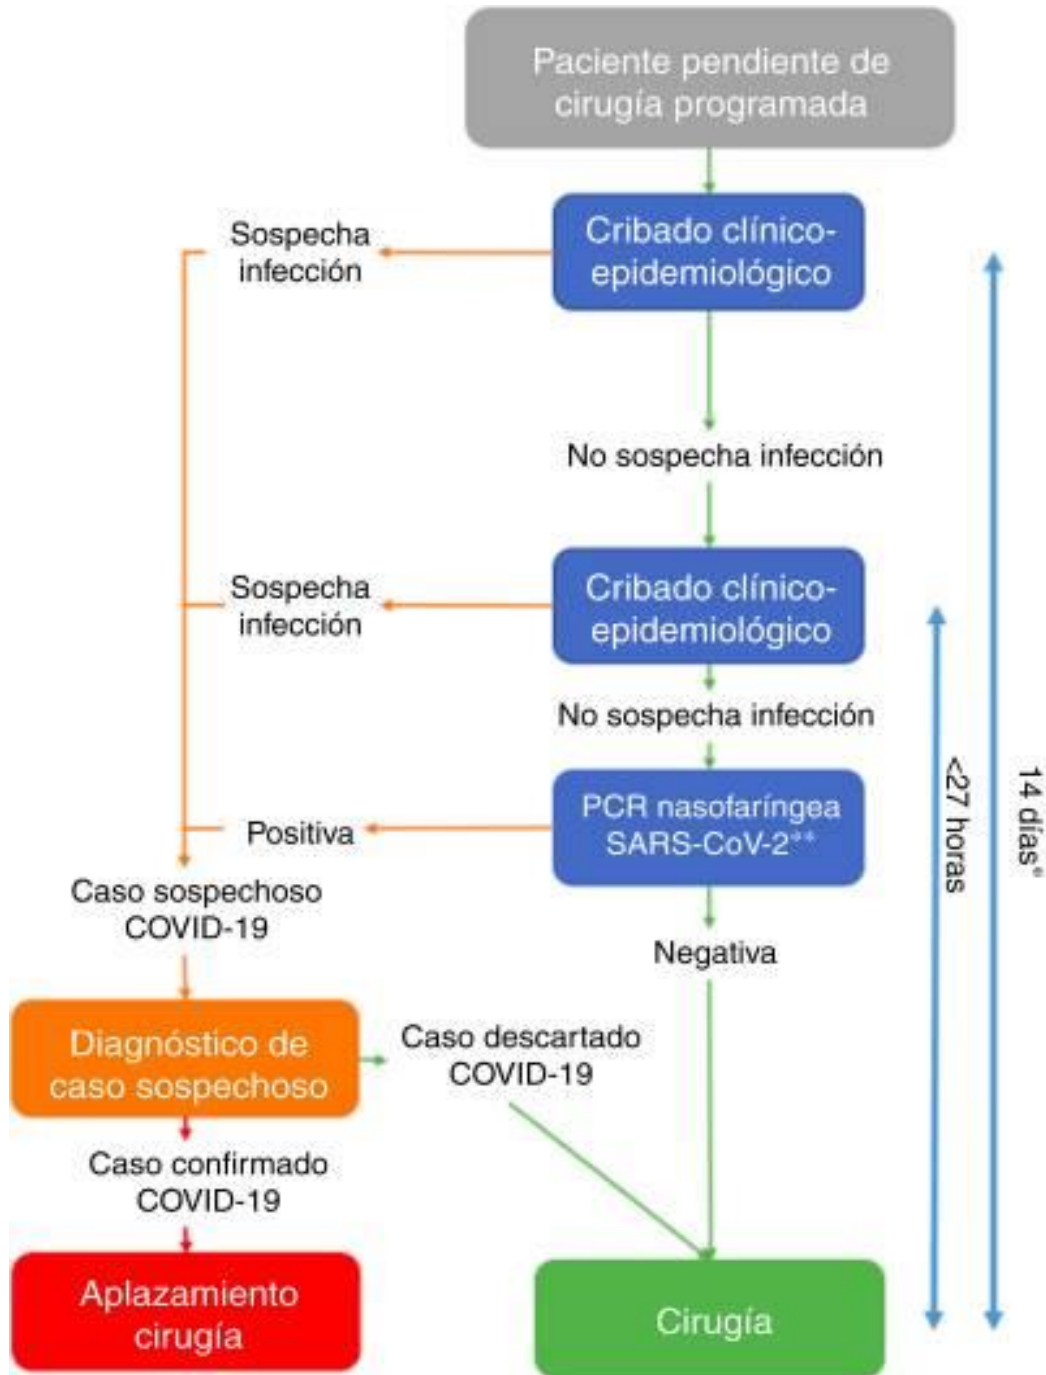 Paciente pendiente de
cirugía programada
Cribado clínico-
epidemiológico
Sospecha
infección
No sospecha infección
Cribado clínico-
epidemiológico
Sospecha
infección
No sospecha infección
PCR nasofaríngea
SARS-CoV-2**
Positiva
Caso sospechoso
COVID-19
Negativa
Diagnóstico de
caso sospechoso
Caso descartado
COVID-19
Caso confirmado
COVID-19
Aplazamiento
cirugía
Cirugía
<27 horas
14 días*